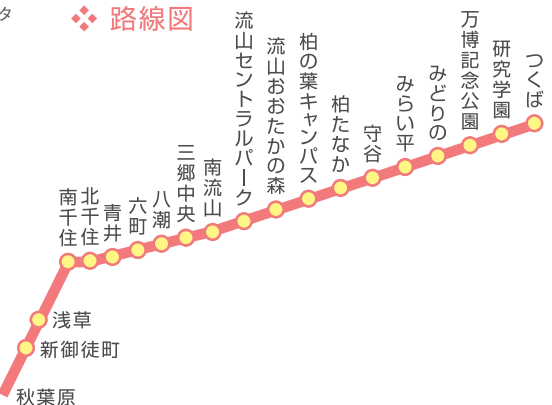 タ
路線図
つくば
研究学園
万博記念公園
みどりの
みらい平
守谷
柏たなか
柏の葉キャンパス
流山おおたかの森
流山セントラルパーク
南流山
三郷中央
八潮
六町
青井
北千住
南千住
浅草
新御徒町
秋葉原